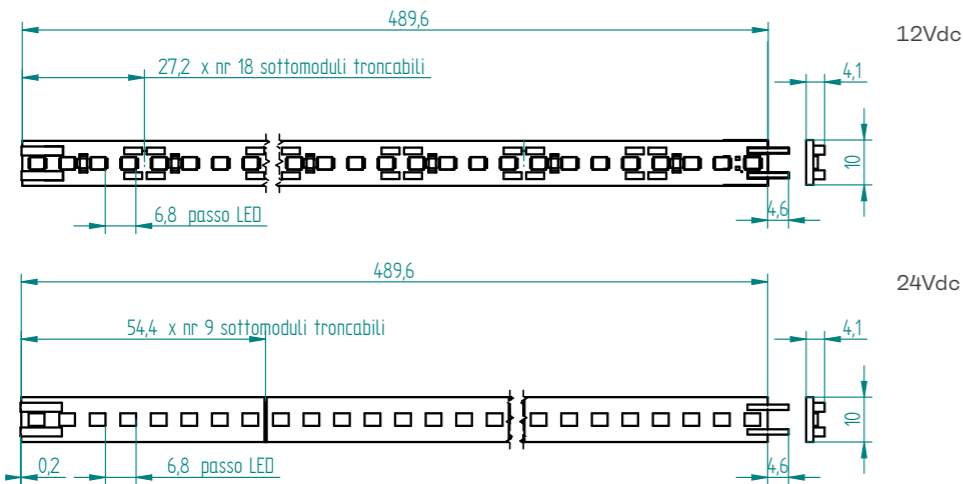 489,6
12Vdc
27,2 x nr 18 sottomoduli troncabili
4,1
10
6,8 passo LED
4,6
489,6
24Vdc
54,4 x nr 9 sottomoduli troncabili
4,1
10
0,2
6,8 passo LED
4,6